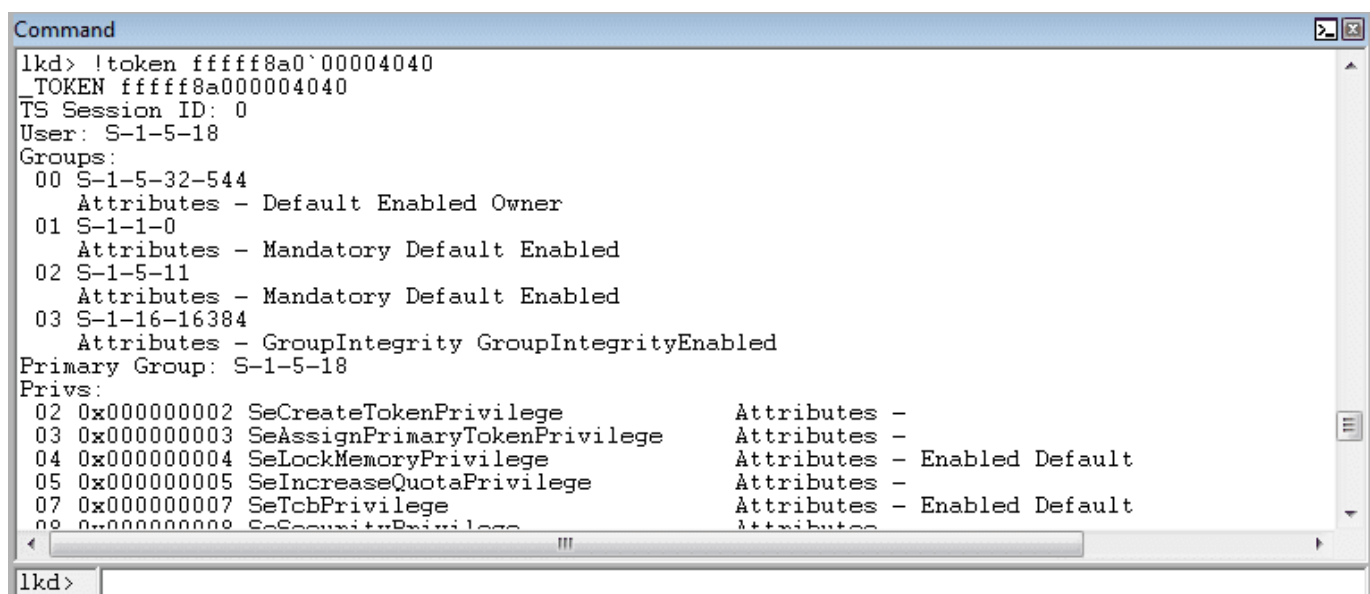 Command
lkd> !token fffff8a0`00004040
_TOKEN fffff8a000004040
TS Session ID: 0
User: S-1-5-18
Groups:
 00 S-1-5-32-544
    Attributes - Default Enabled Owner
 01 S-1-1-0
    Attributes - Mandatory Default Enabled
 02 S-1-5-11
    Attributes - Mandatory Default Enabled
 03 S-1-16-16384
    Attributes - GroupIntegrity GroupIntegrityEnabled
Primary Group: S-1-5-18
Privs:
 02 0x000000002 SeCreateTokenPrivilege Attributes -
 03 0x000000003 SeAssignPrimaryTokenPrivilege Attributes -
 04 0x000000004 SeLockMemoryPrivilege Attributes - Enabled Default
 05 0x000000005 SeIncreaseQuotaPrivilege Attributes -
 07 0x000000007 SeTcbPrivilege Attributes - Enabled Default
 08 0x000000008 SeSecurityPrivilege Attributes
lkd>